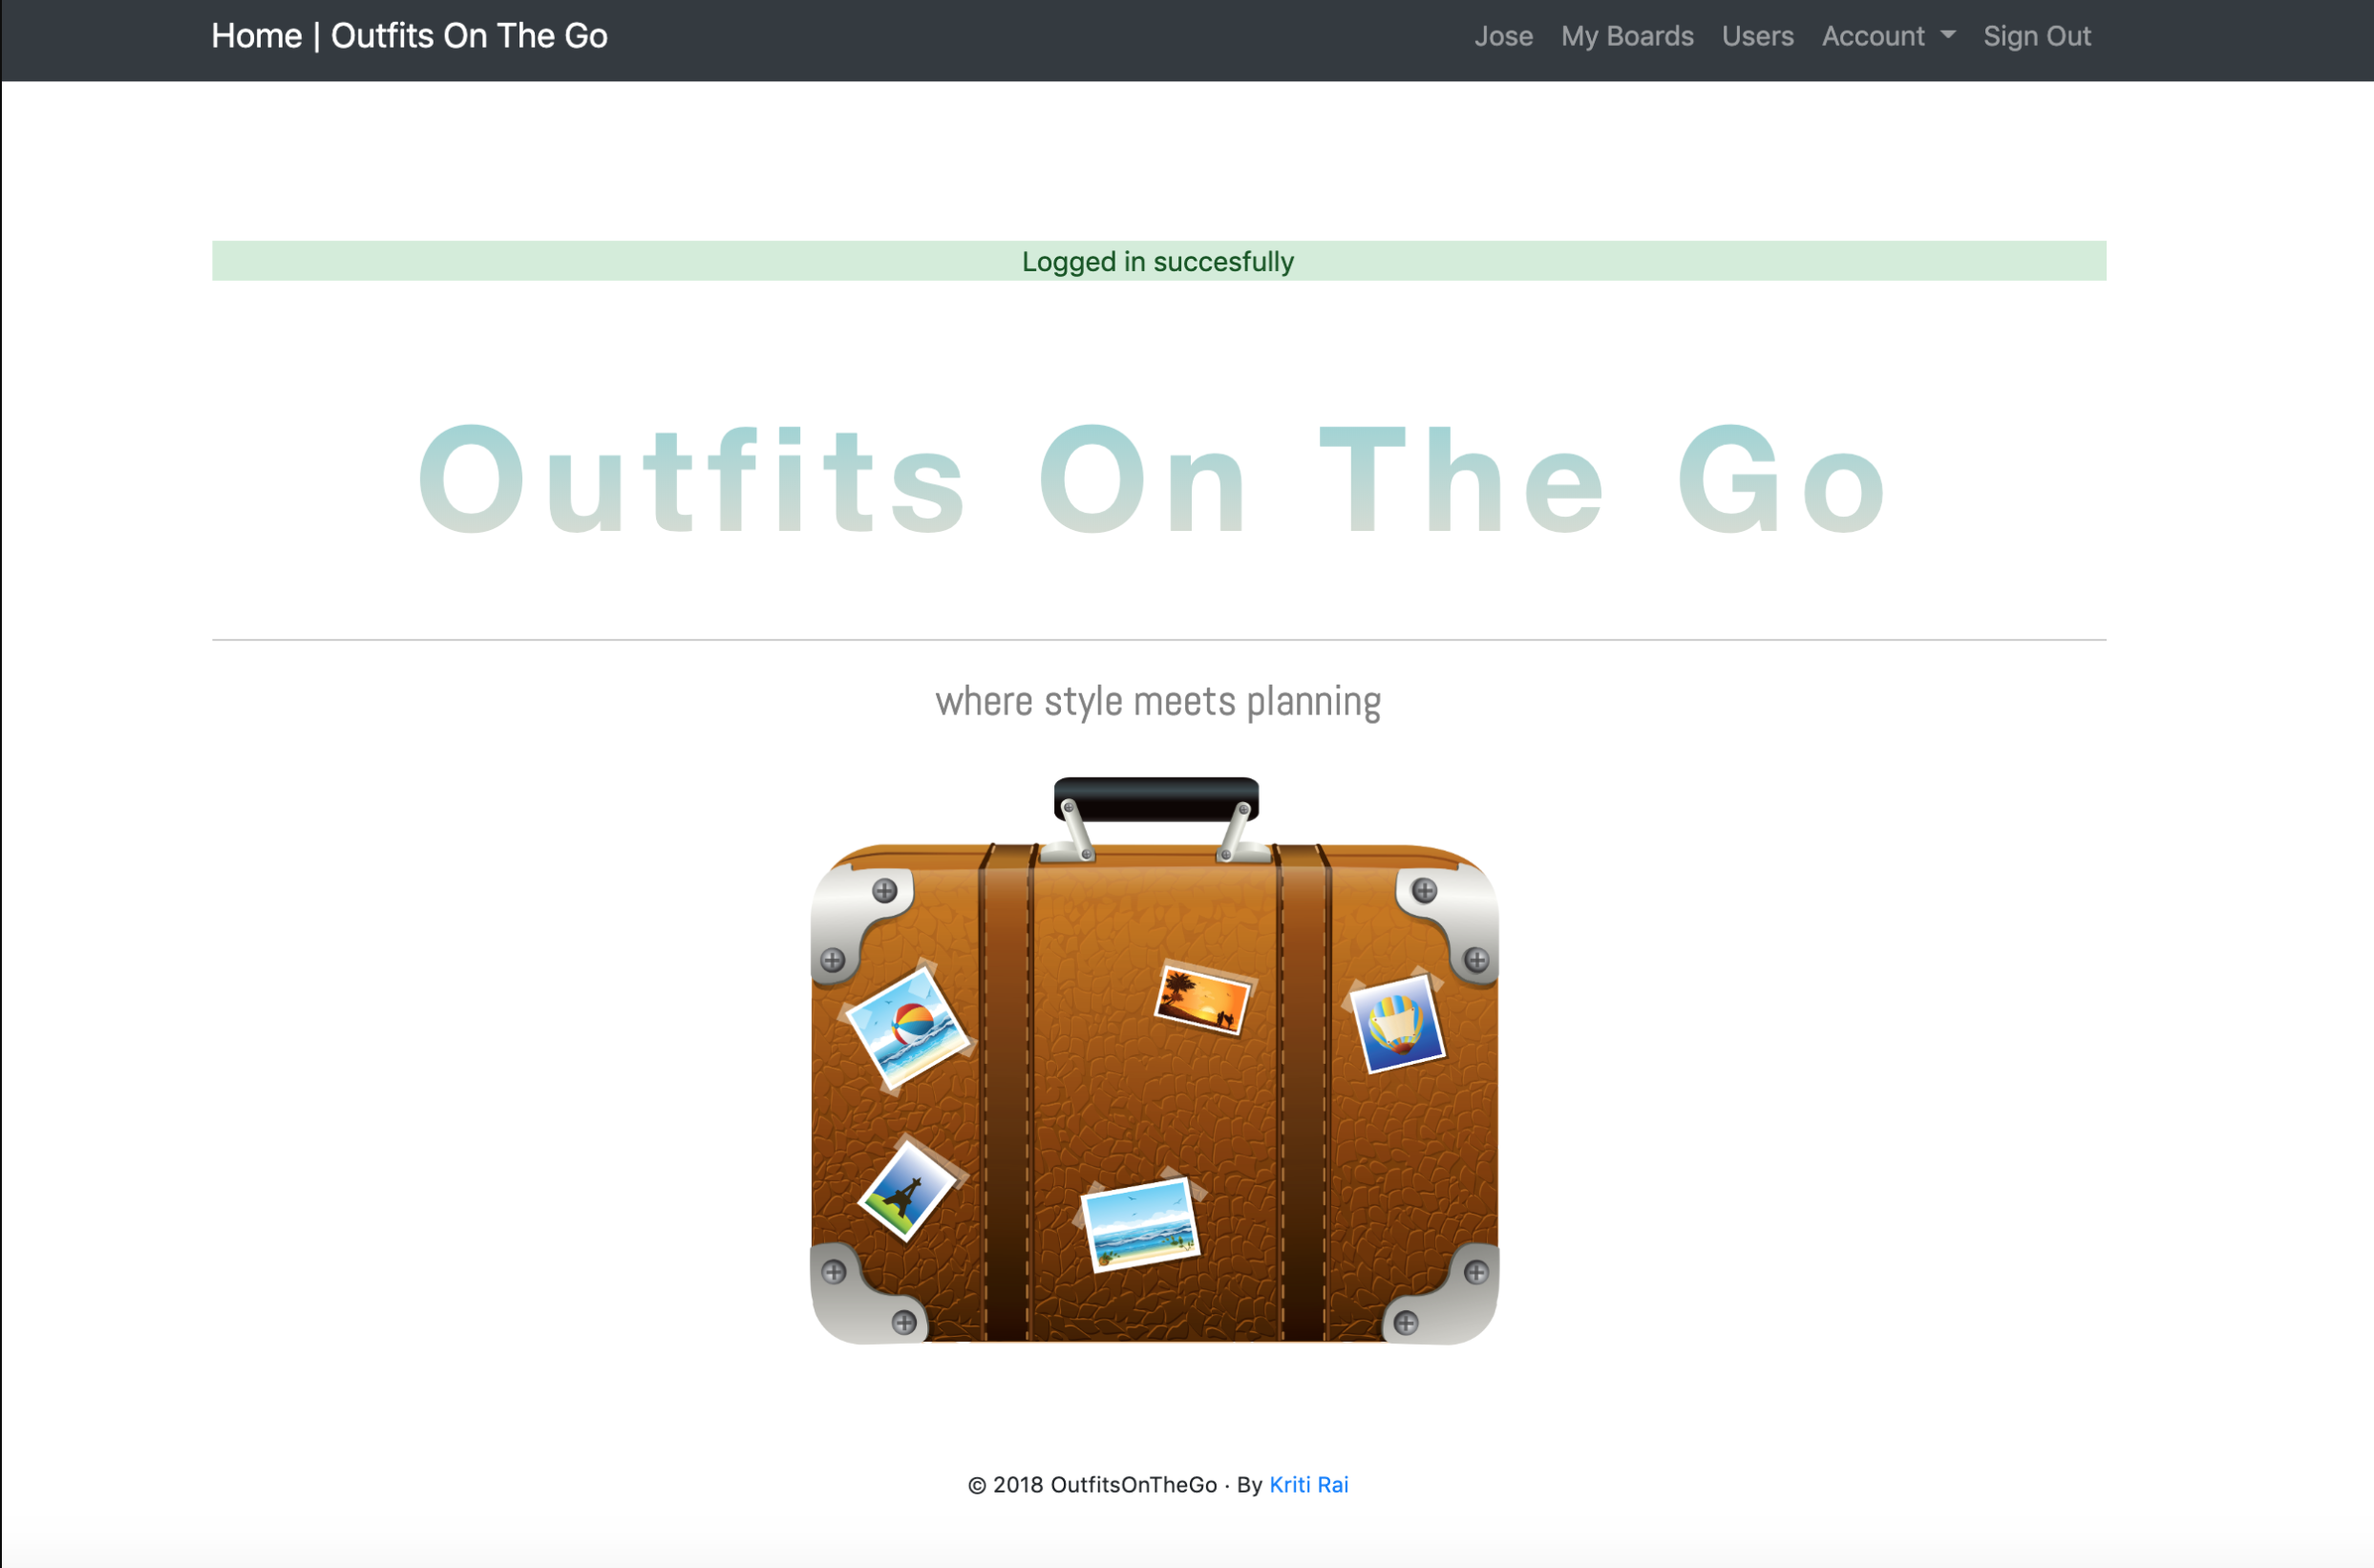 Home | Outfits On The Go
Jose My Boards Users Account Sign Out
Logged in succesfully
Outfits On The Go
where style meets planning
© 2018 OutfitsOnTheGo · By Kriti Rai